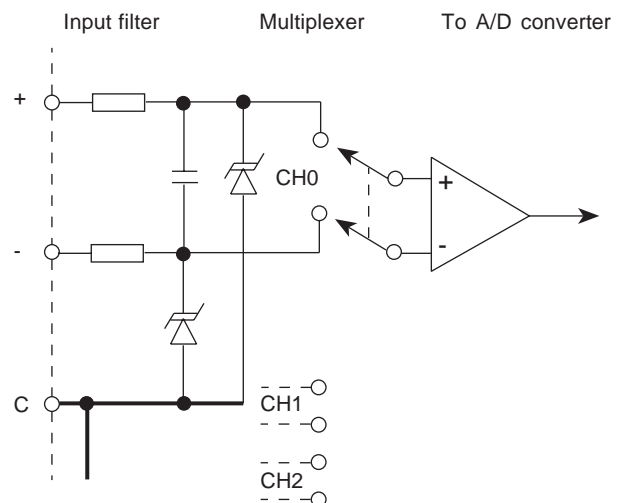 Input filter Multiplexer To A/D converter
+
CH0
+
-
-
C
CH1
CH2